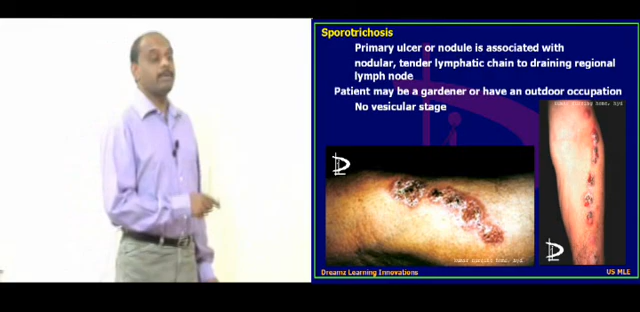 Sporotrichosis
Primary ulcer or nodule is associated with
nodular, tender lymphatic chain to draining regional
lymph node
Patient may be a gardener or have an outdoor occupation
No vesicular stage
Dreamz Learning Innovations
US MLE